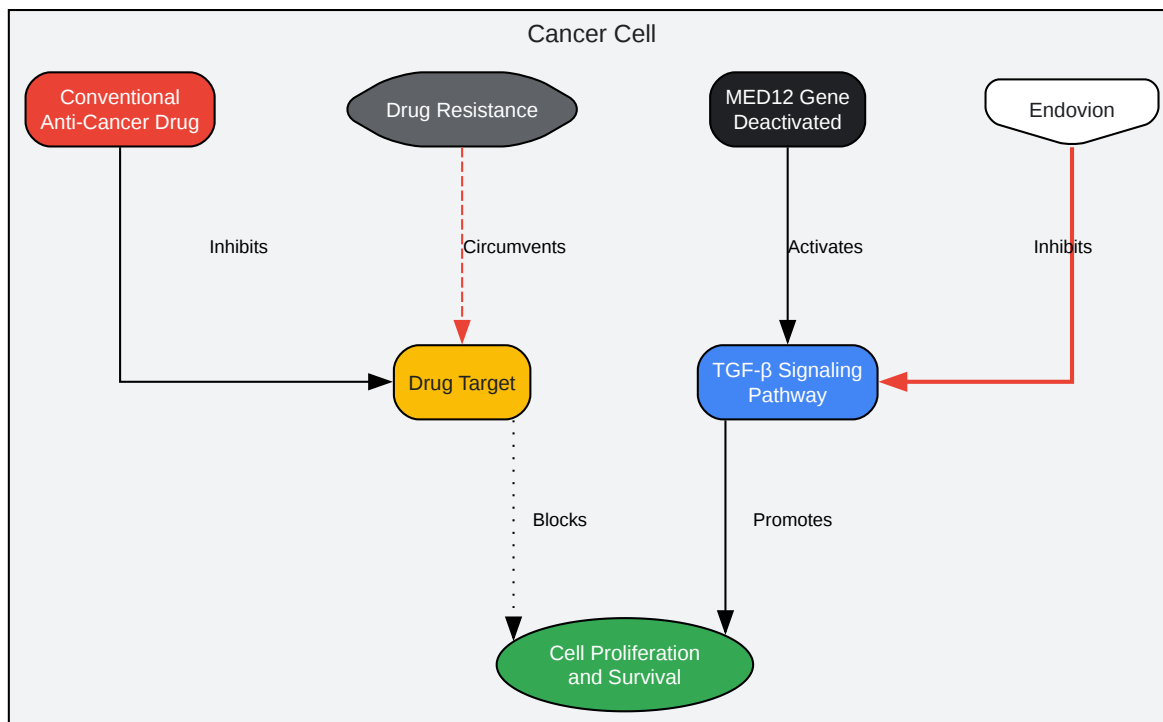 Cancer Cell
Conventional
Anti-Cancer Drug
Drug Resistance
MED12 Gene
Deactivated
Endovion
Inhibits
Circumvents
Activates
Inhibits
Drug Target
TGF-β Signaling
Pathway
Blocks
Promotes
Cell Proliferation
and Survival